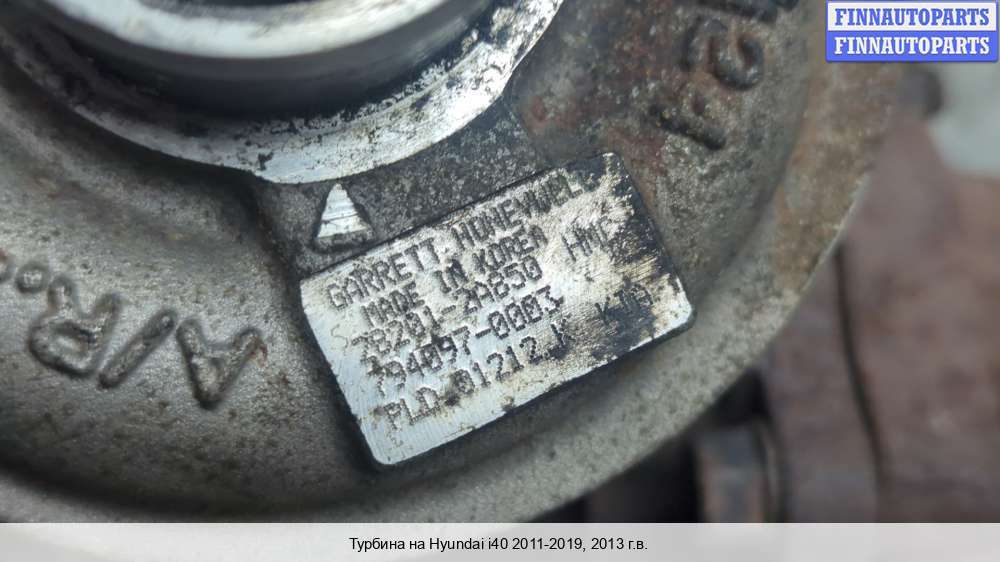 FINNAUTOPARTS
FINNAUTOPARTS
GARRETT HONEYWELL
MADE IN KOREA
S-28201-2A850 HMC
794097-0003
PLD 01212 K
A/R
Турбина на Hyundai i40 2011-2019, 2013 г.в.